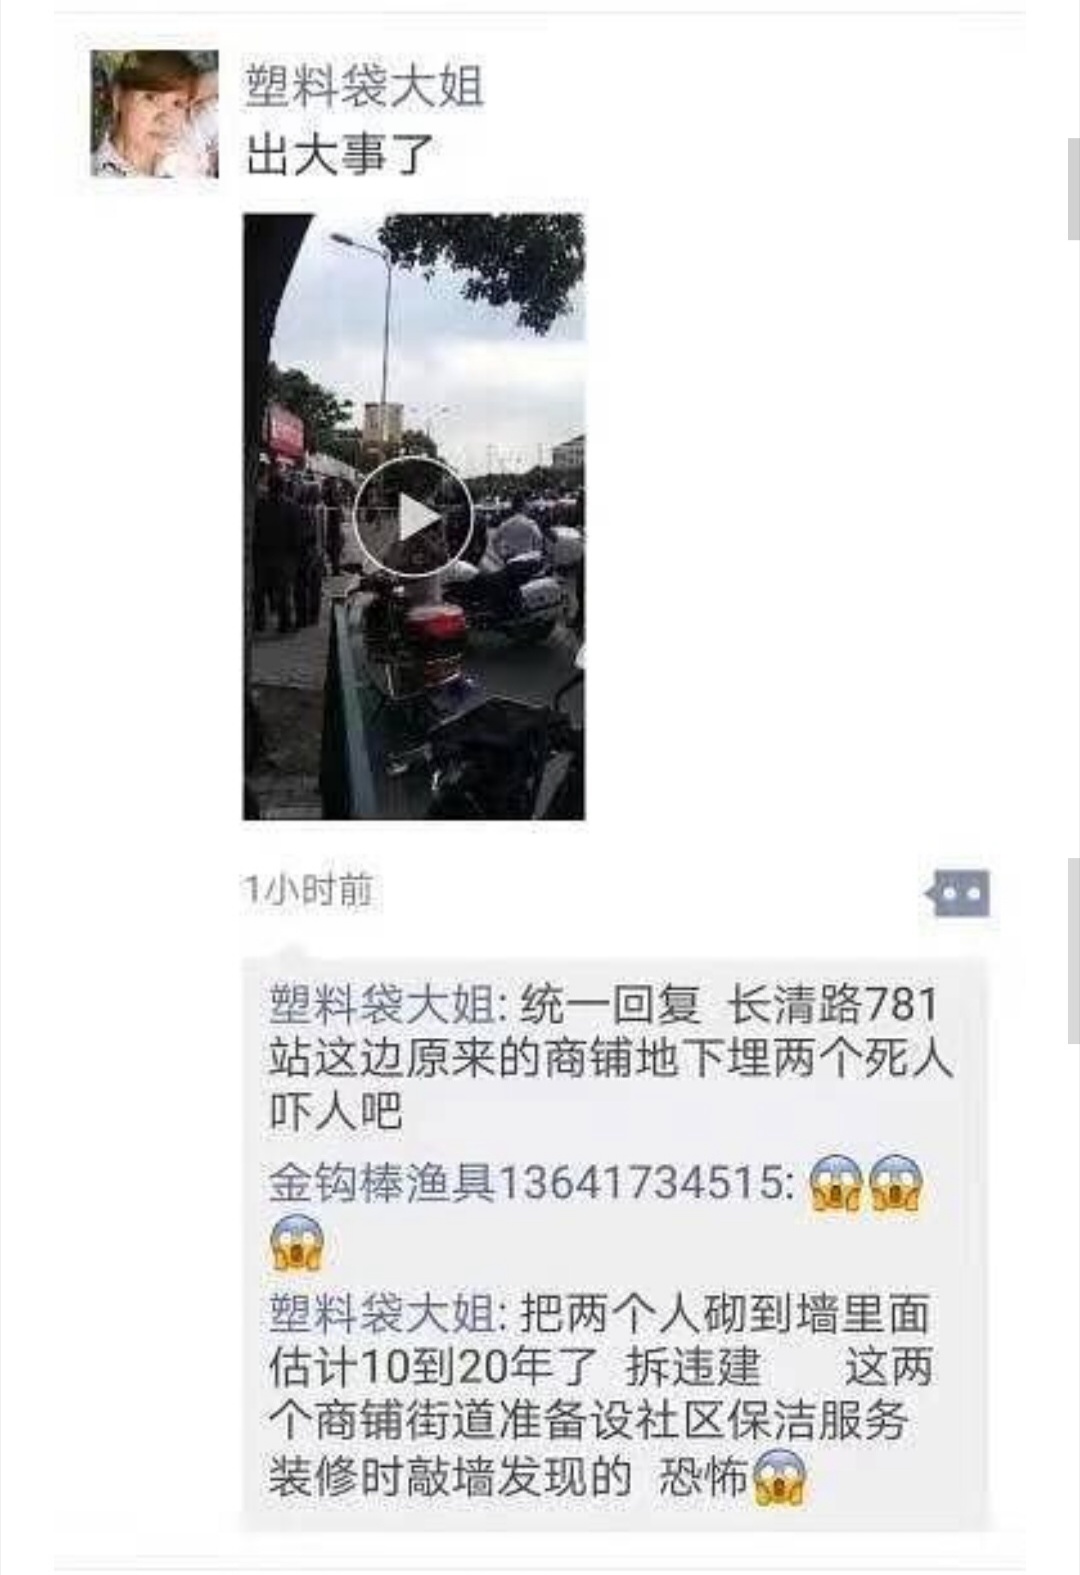 塑料袋大姐
出大事了
1小时前
塑料袋大姐: 统一回复 长清路781
站这边原来的商铺地下埋两个死人
吓人吧
金钩棒渔具13641734515: 😱😱
😱
塑料袋大姐: 把两个人砌到墙里面
估计10到20年了 拆违建 这两
个商铺街道准备设社区保洁服务
装修时敲墙发现的 恐怖😱